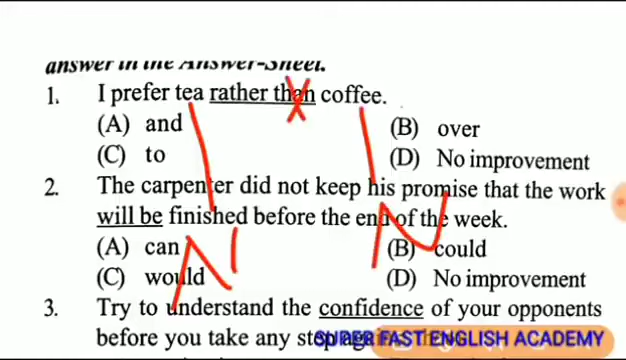 answer in the Answer-Sheet.
1. I prefer tea rather than coffee.
(A) and (B) over
(C) to (D) No improvement
2. The carpenter did not keep his promise that the work
will be finished before the end of the week.
(A) can (B) could
(C) would (D) No improvement
3. Try to understand the confidence of your opponents
before you take any step
SUPER FAST ENGLISH ACADEMY